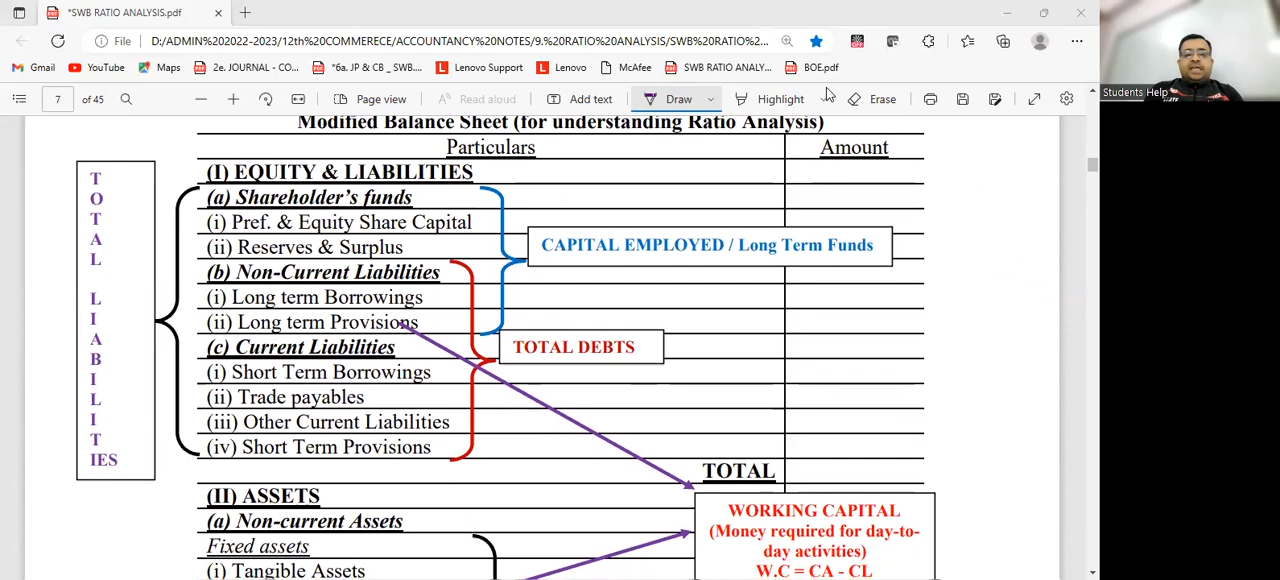 *SWB RATIO ANALYSIS.pdf
File D:/ADMIN%202022-2023/12th%20COMMERECE/ACCOUNTANCY%20NOTES/9.%20RATIO%20ANALYSIS/SWB%20RATIO%2...
Gmail YouTube Maps 2e. JOURNAL - CO... *6a. JP & CB _ SWB.... Lenovo Support Lenovo McAfee SWB RATIO ANALY... BOE.pdf
7 of 45 Page view Read aloud Add text Draw Highlight Erase
Students Help
Modified Balance Sheet (for understanding Ratio Analysis)
Particulars Amount
(I) EQUITY & LIABILITIES
(a) Shareholder's funds
(i) Pref. & Equity Share Capital
(ii) Reserves & Surplus
CAPITAL EMPLOYED / Long Term Funds
(b) Non-Current Liabilities
(i) Long term Borrowings
(ii) Long term Provisions
(c) Current Liabilities
TOTAL DEBTS
(i) Short Term Borrowings
(ii) Trade payables
(iii) Other Current Liabilities
(iv) Short Term Provisions
T
O
T
A
L
L
I
A
B
I
L
I
T
IES
TOTAL
(II) ASSETS
(a) Non-current Assets
Fixed assets
(i) Tangible Assets
WORKING CAPITAL
(Money required for day-to-
day activities)
W.C = CA - CL